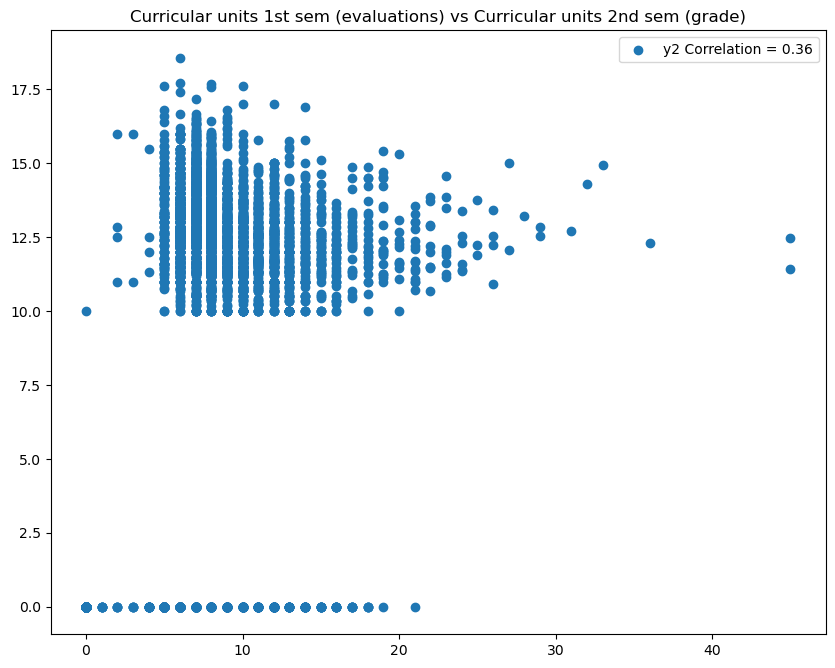 Curricular units 1st sem (evaluations) vs Curricular units 2nd sem (grade)
y2 Correlation = 0.36
17.5
15.0
12.5
10.0
7.5
5.0
2.5
0.0
0 10 20 30 40